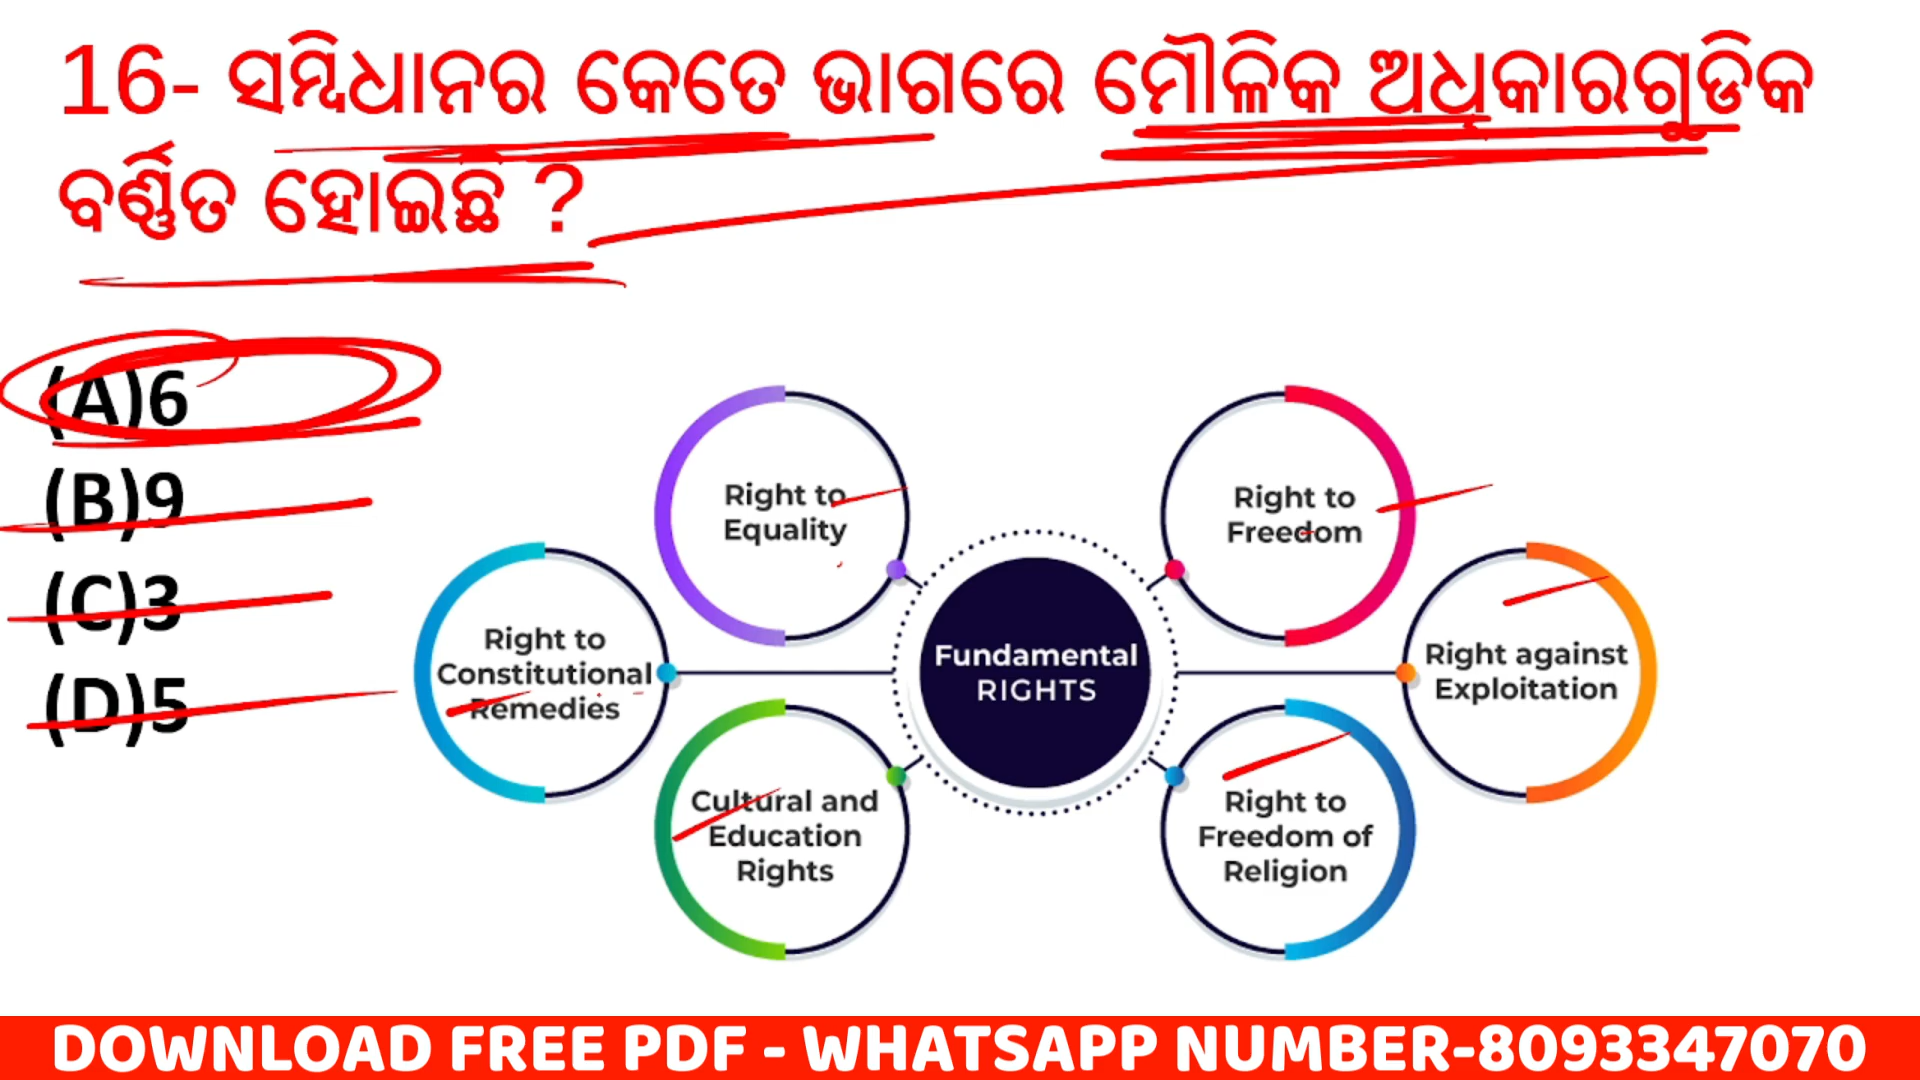 16- ସମ୍ବିଧାନର କେତେ ଭାଗରେ ମୌଳିକ ଅଧିକାରଗୁଡିକ
ବର୍ଣ୍ଣିତ ହୋଇଛି ?
(A)6
(B)9
(C)3
(D)5
Right to
Equality
Right to
Freedom
Right to
Constitutional
Remedies
Fundamental
RIGHTS
Right against
Exploitation
Cultural and
Education
Rights
Right to
Freedom of
Religion
DOWNLOAD FREE PDF - WHATSAPP NUMBER-8093347070